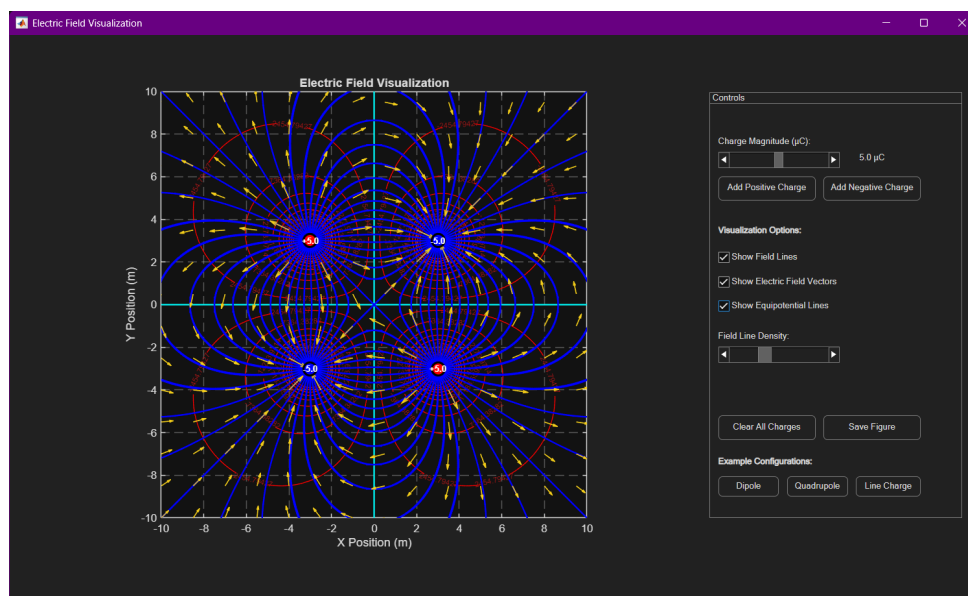 Electric Field Visualization
Electric Field Visualization
Controls
Charge Magnitude (µC):
5.0 µC
Add Positive Charge
Add Negative Charge
Visualization Options:
Show Field Lines
Show Electric Field Vectors
Show Equipotential Lines
Field Line Density:
Clear All Charges
Save Figure
Example Configurations:
Dipole
Quadrupole
Line Charge
10
8
6
4
2
0
-2
-4
-6
-8
-10
Y Position (m)
+5.0
-5.0
-5.0
+5.0
-10
-8
-6
-4
-2
0
2
4
6
8
10
X Position (m)